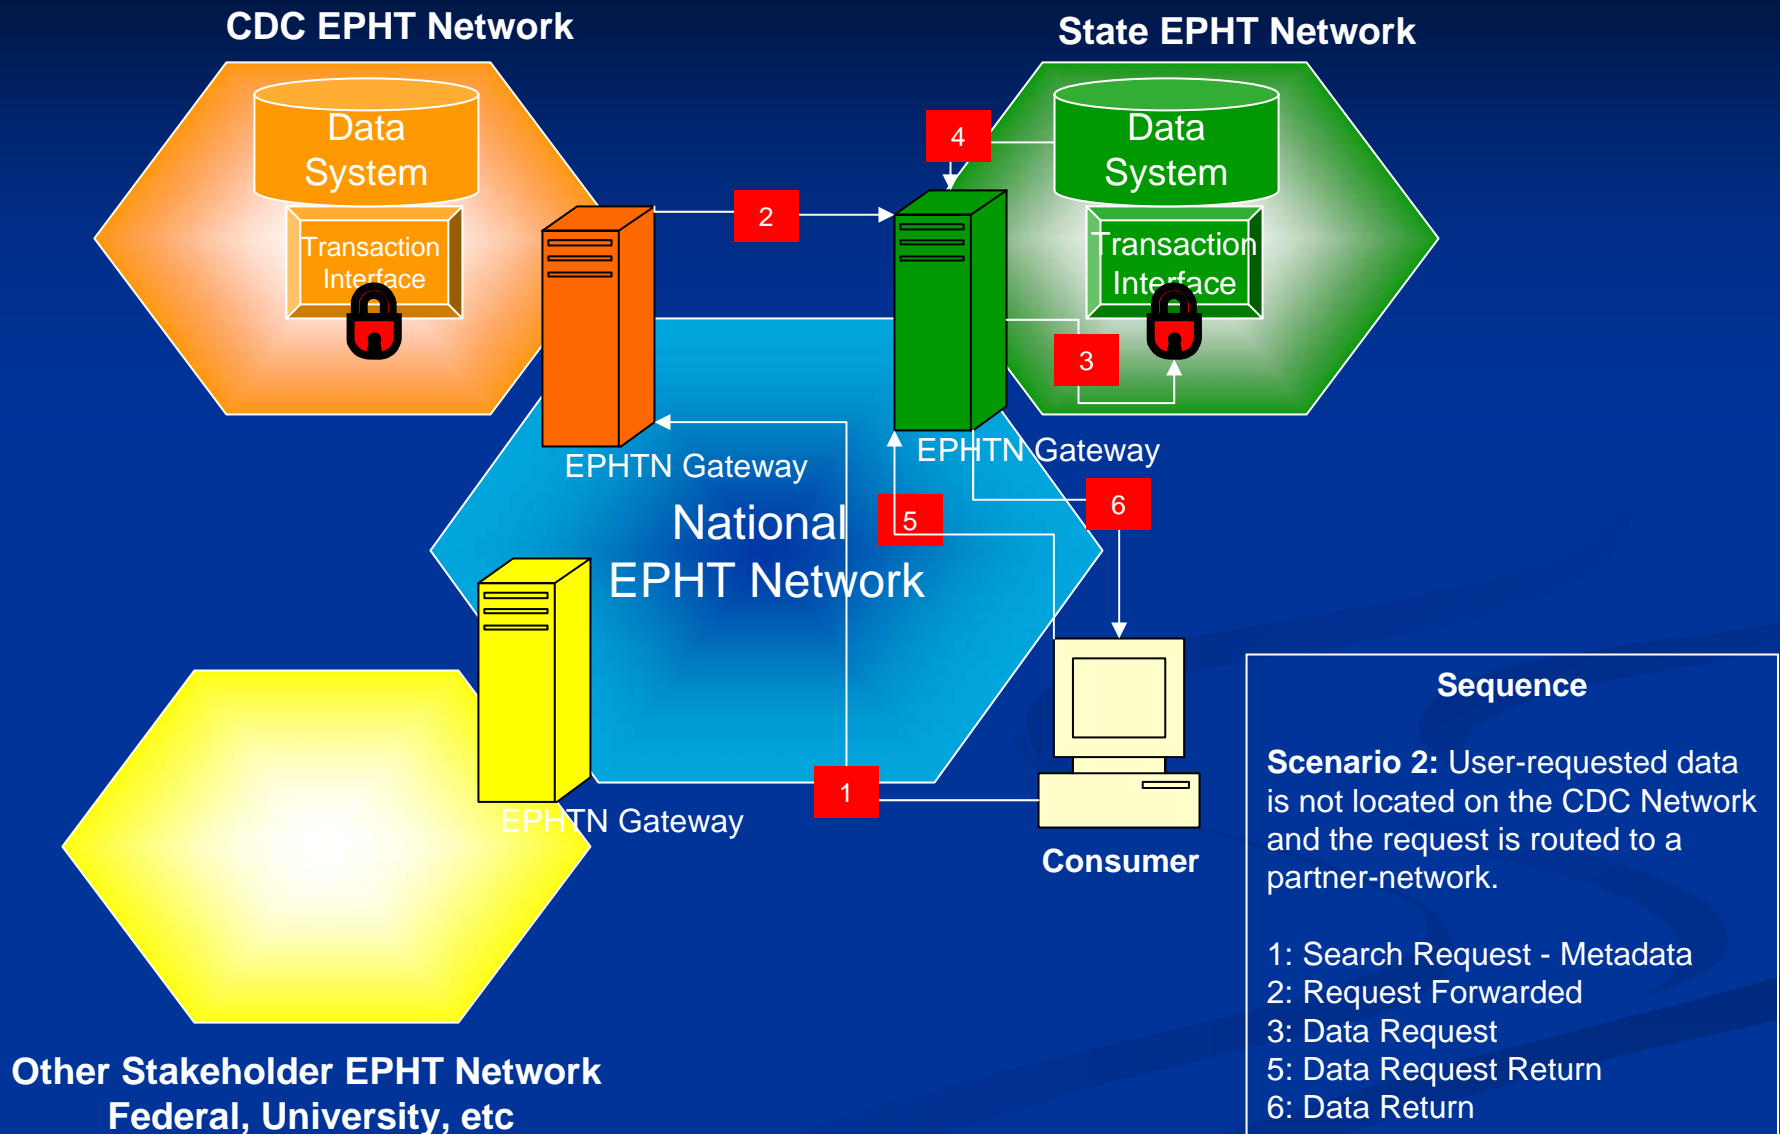 CDC EPHT Network
State EPHT Network
Data
System
Transaction
Interface
Data
System
Transaction
Interface
4
2
3
EPHTN Gateway
EPHTN Gateway
National
EPHT Network
5
6
EPHTN Gateway
1
Consumer
Other Stakeholder EPHT Network
Federal, University, etc
Sequence
Scenario 2: User-requested data
is not located on the CDC Network
and the request is routed to a
partner-network.
1: Search Request - Metadata
2: Request Forwarded
3: Data Request
5: Data Request Return
6: Data Return